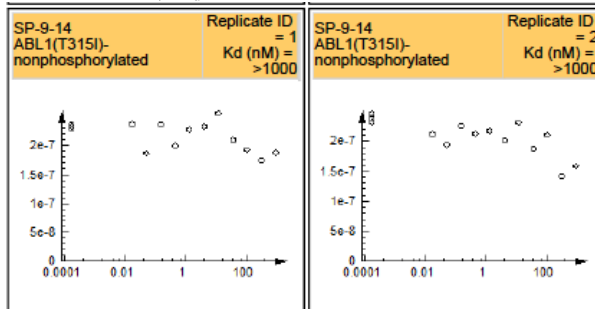 SP-9-14
ABL1(T315I)-
nonphosphorylated
Replicate ID
= 1
Kd (nM) =
>1000
2e-7
1.5e-7
1e-7
5e-8
0
0.0001
0.01
1
100
SP-9-14
ABL1(T315I)-
nonphosphorylated
Replicate ID
= 2
Kd (nM) =
>1000
2e-7
1.5e-7
1e-7
5e-8
0
0.0001
0.01
1
100